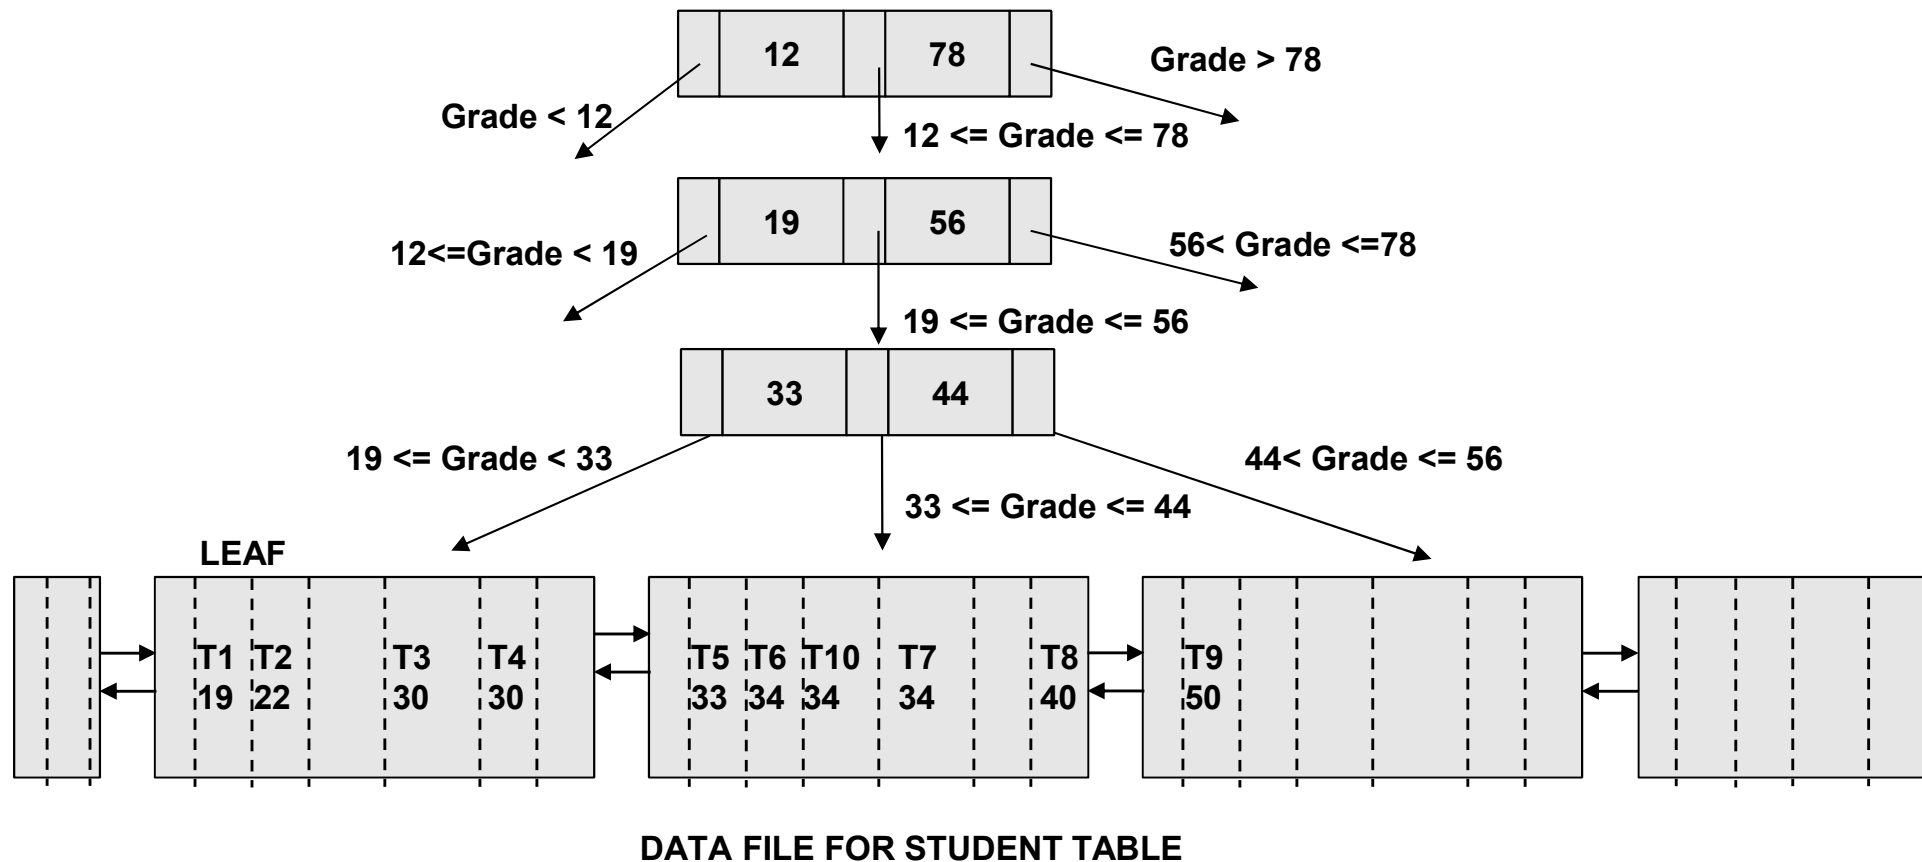 12 78
Grade > 78
Grade < 12
12 <= Grade <= 78
19 56
12<=Grade < 19
56< Grade <=78
19 <= Grade <= 56
33 44
19 <= Grade < 33
44< Grade <= 56
33 <= Grade <= 44
LEAF
T1 T2 T3 T4 T5 T6 T10 T7 T8 T9
19 22 30 30 33 34 34 34 40 50
DATA FILE FOR STUDENT TABLE